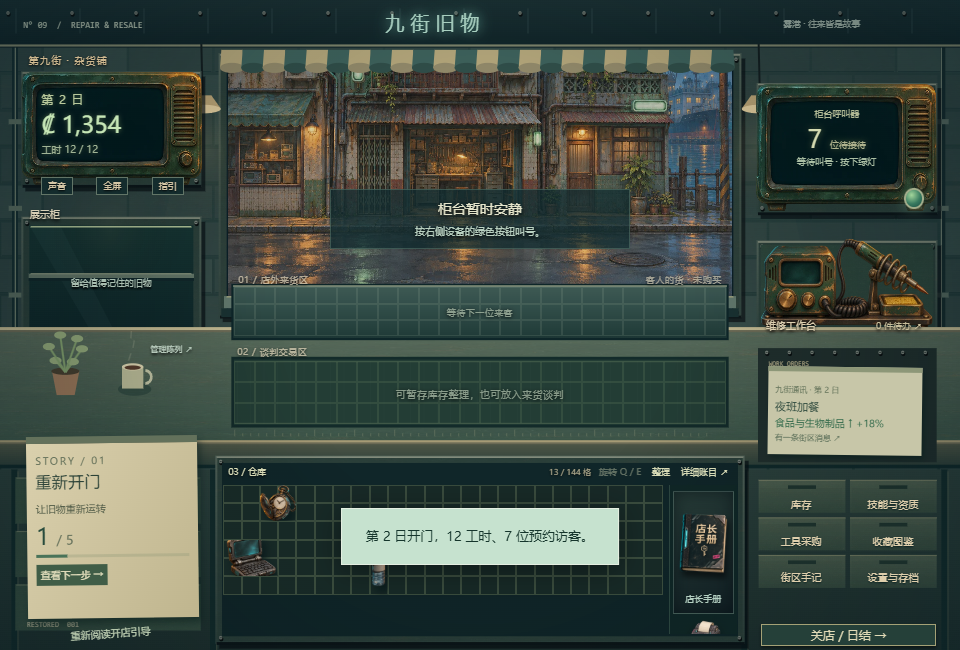 Nº 09 / REPAIR & RESALE
九街旧物
雾港·往来皆是故事
第九街·杂货铺
第 2 日
₡ 1,354
工时 12 / 12
声音
全屏
指引
展示柜
留给值得记住的旧物
管理陈列 ↗
柜台暂时安静
按右侧设备的绿色按钮叫号。
01 / 店外来货区
客人的货·未购买
等待下一位来客
02 / 谈判交易区
可暂存库存整理，也可放入来货谈判
柜台呼叫器
7 位待接待
等待叫号·按下绿灯
维修工作台
0 件待办 ↗
WORK ORDERS
九街通讯·第 2 日
夜班加餐
食品与生物制品 ↑ +18%
有一条街区消息 ↗
STORY / 01
重新开门
让旧物重新运转
1 / 5
查看下一步 →
RESTORED 001
重新阅读开店引导
03 / 仓库
13 / 144 格
旋转 Q / E
整理
详细账目 ↗
第 2 日开门，12 工时、7 位预约访客。
店长手册
店长手册
库存
技能与资质
工具采购
收藏图鉴
街区手记
设置与存档
关店 / 日结 →